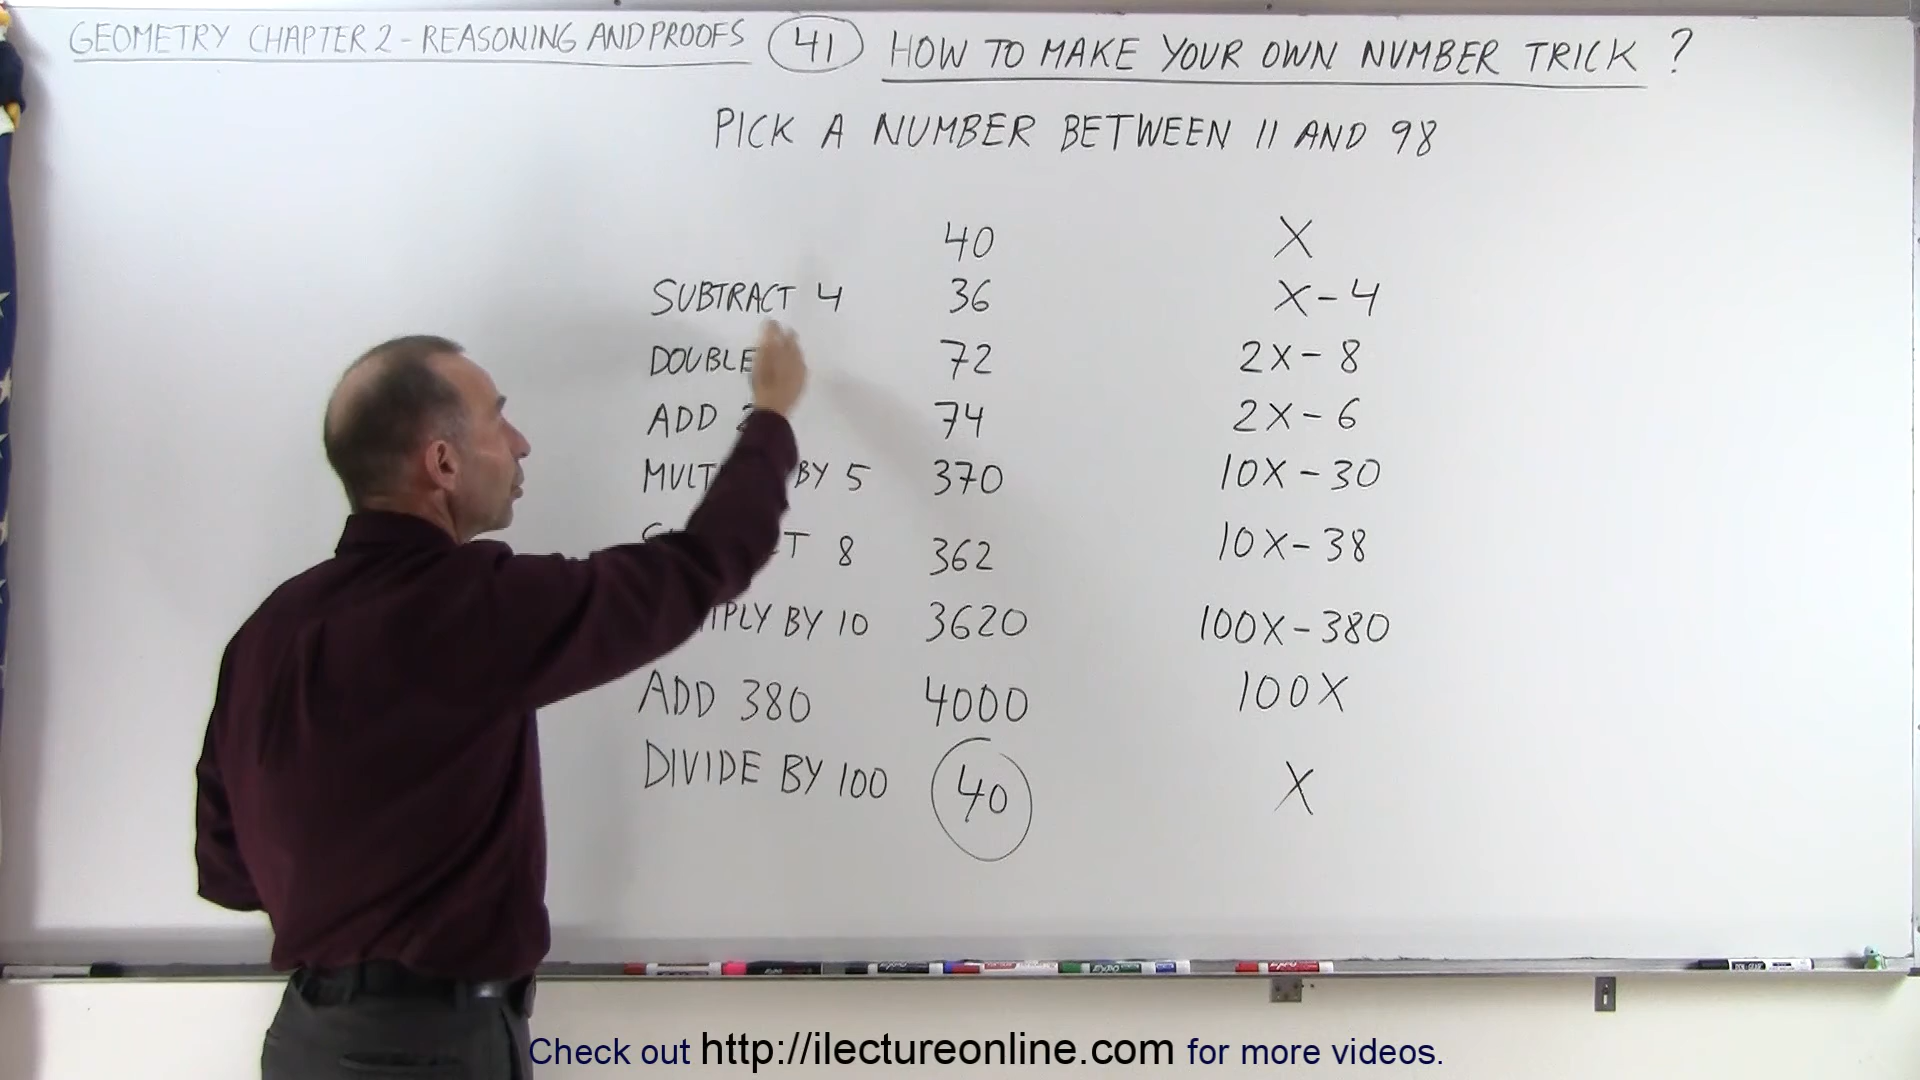 GEOMETRY CHAPTER 2 - REASONING AND PROOFS 41 HOW TO MAKE YOUR OWN NUMBER TRICK ?
PICK A NUMBER BETWEEN 11 AND 98
40 X
SUBTRACT 4 36 X - 4
DOUBLE 72 2X - 8
ADD 2 74 2X - 6
BY 5 370 10X - 30
8 362 10X - 38
BY 10 3620 100X - 380
ADD 380 4000 100X
DIVIDE BY 100 40 X
Check out http://ilectureonline.com for more videos.